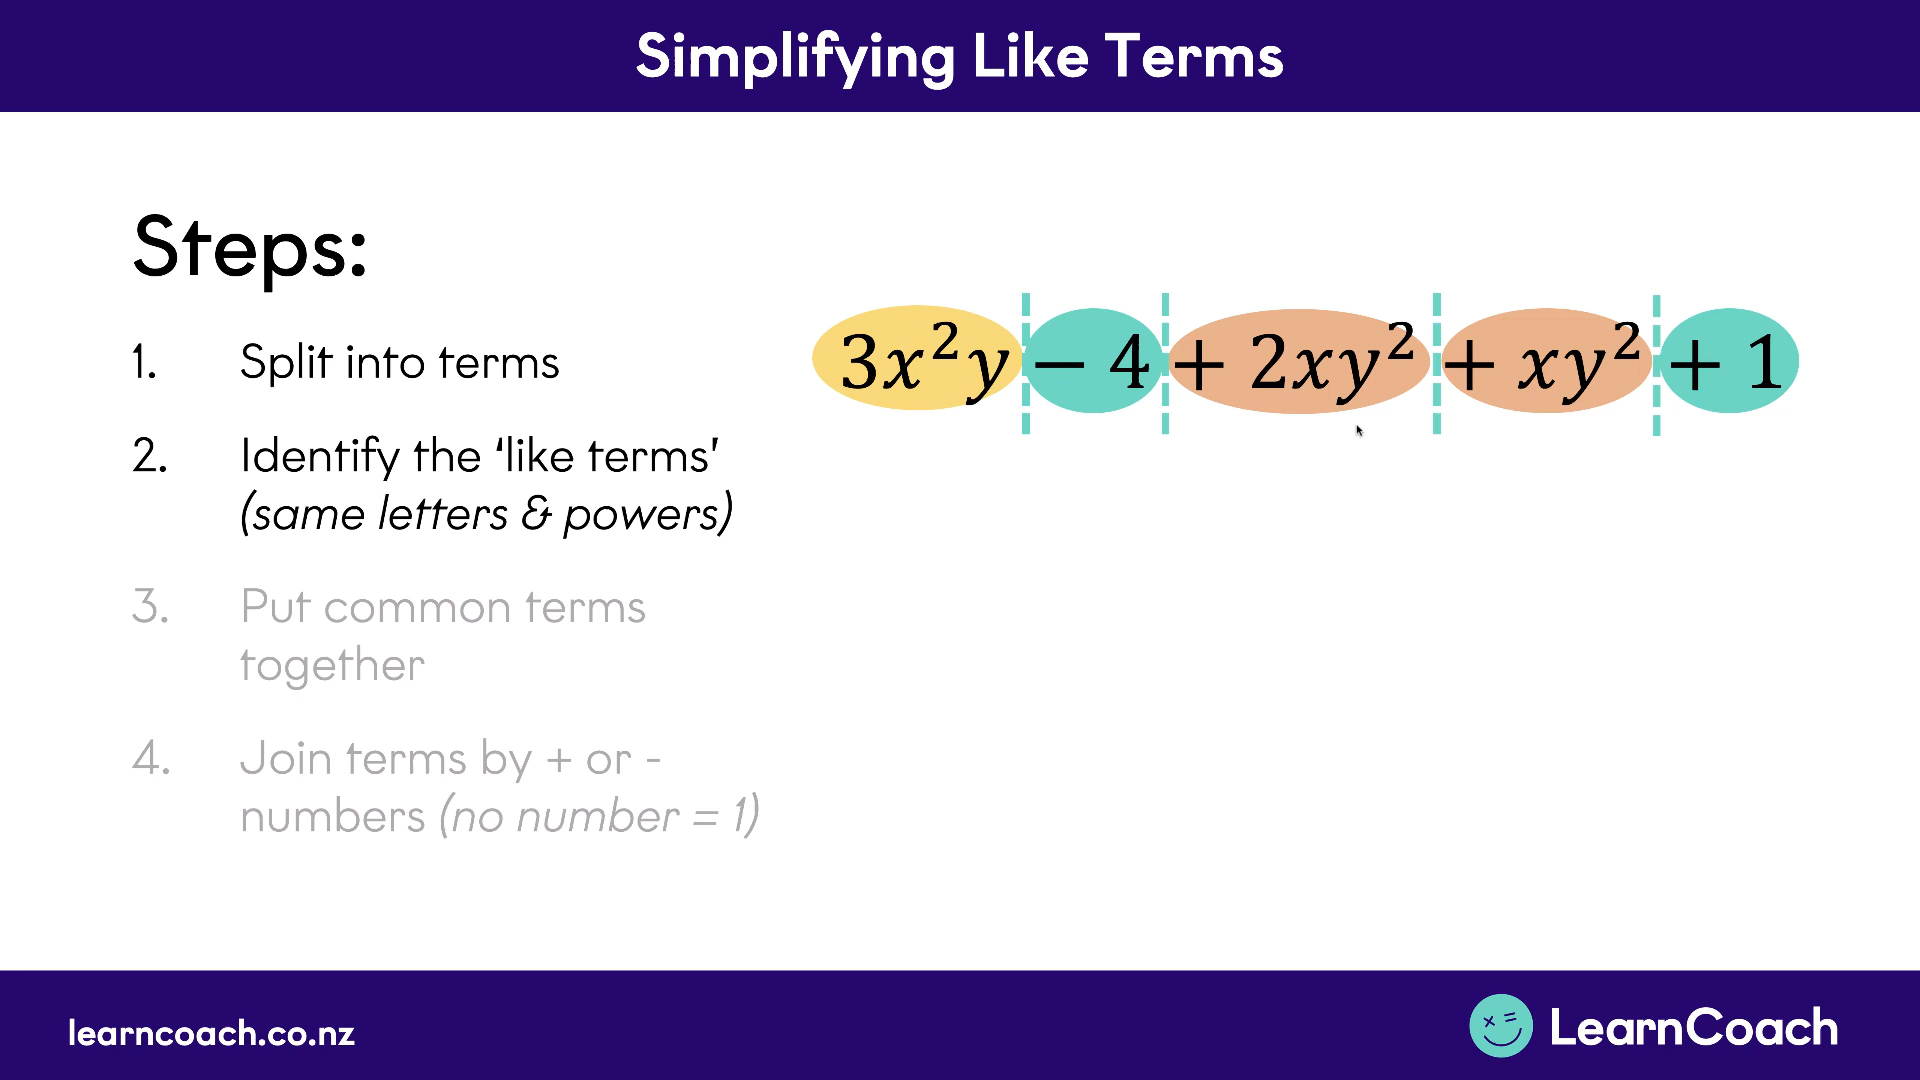 Simplifying Like Terms
Steps:
1. Split into terms
2. Identify the ‘like terms’
(same letters & powers)
3. Put common terms
together
4. Join terms by + or -
numbers (no number = 1)
3x²y − 4 + 2xy² + xy² + 1
learncoach.co.nz
LearnCoach